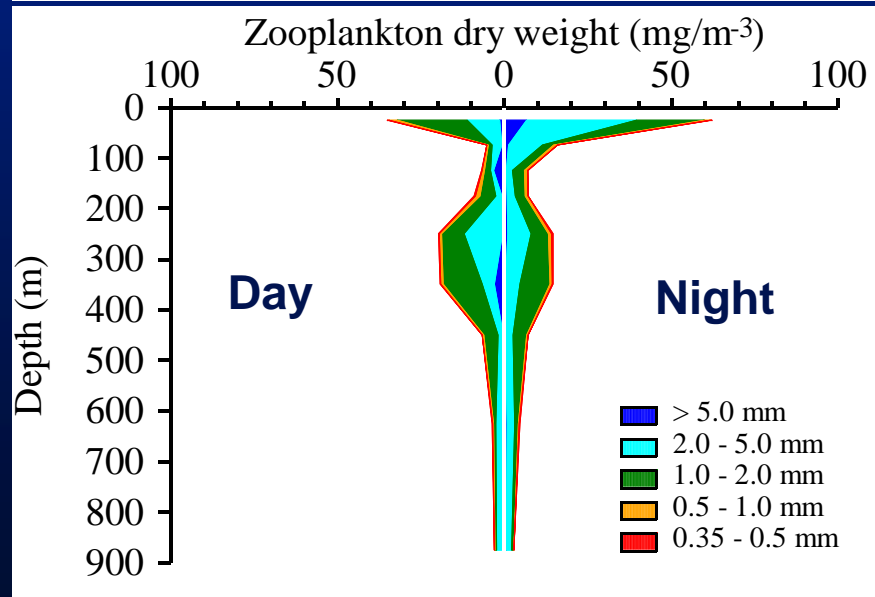 Zooplankton dry weight (mg/m-3)
100 50 0 50 100
Depth (m)
0
100
200
300
400
500
600
700
800
900
Day
Night
> 5.0 mm
2.0 - 5.0 mm
1.0 - 2.0 mm
0.5 - 1.0 mm
0.35 - 0.5 mm